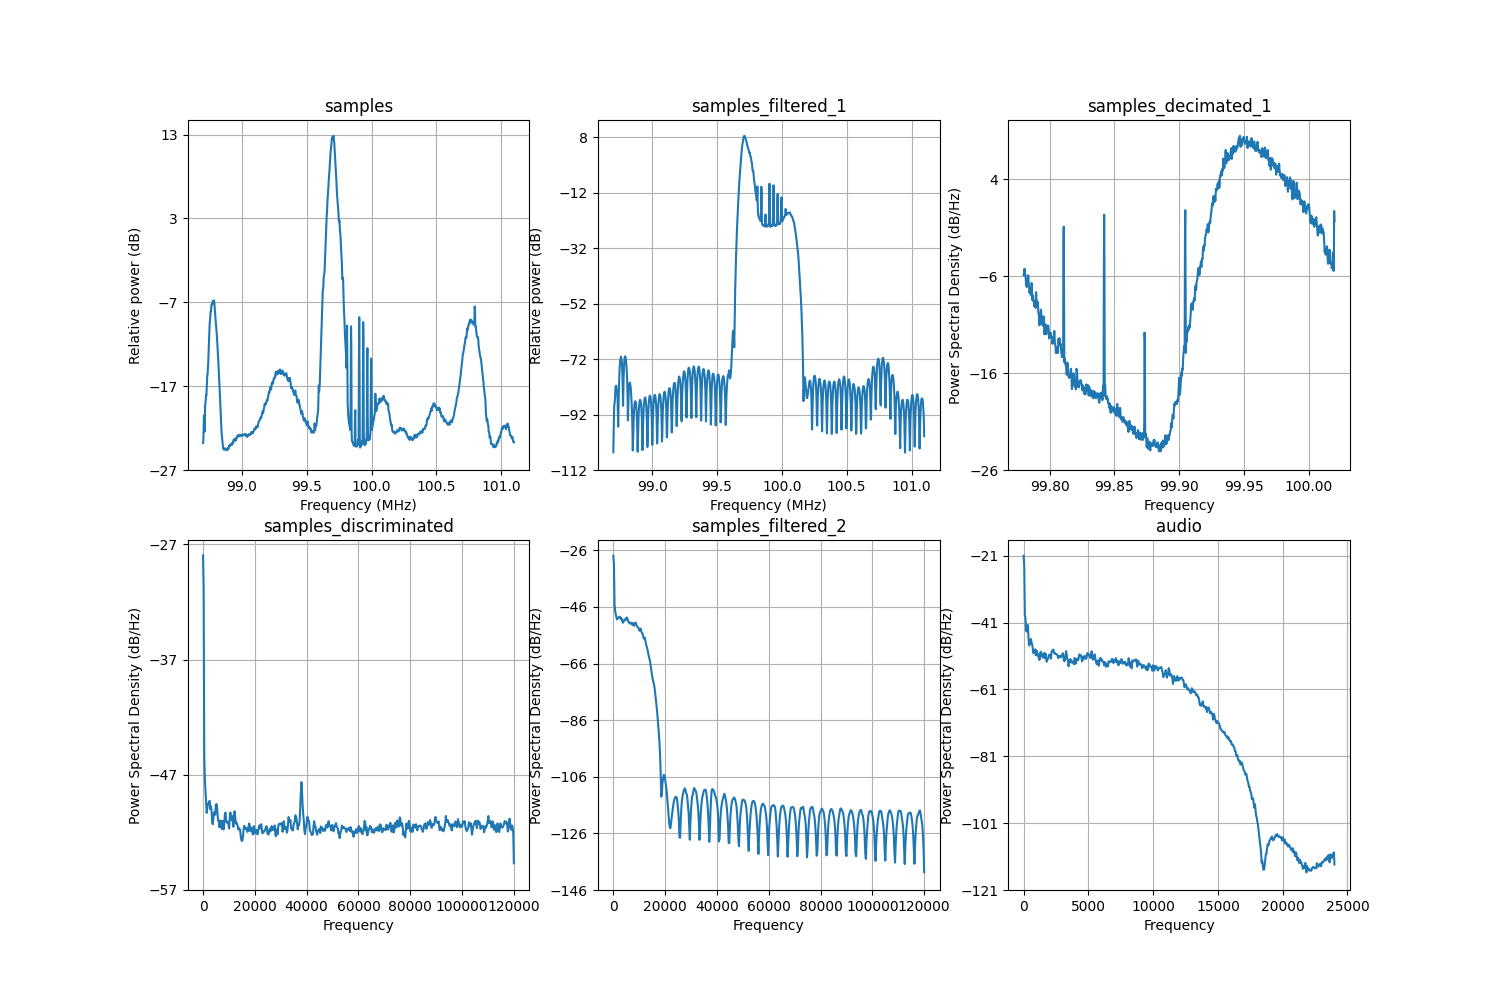 samples
Relative power (dB)
13
3
−7
−17
−27
99.0 99.5 100.0 100.5 101.0
Frequency (MHz)
samples_filtered_1
Relative power (dB)
8
−12
−32
−52
−72
−92
−112
99.0 99.5 100.0 100.5 101.0
Frequency (MHz)
samples_decimated_1
Power Spectral Density (dB/Hz)
4
−6
−16
−26
99.80 99.85 99.90 99.95 100.00
Frequency
samples_discriminated
Power Spectral Density (dB/Hz)
−27
−37
−47
−57
0 20000 40000 60000 80000 100000 120000
Frequency
samples_filtered_2
Power Spectral Density (dB/Hz)
−26
−46
−66
−86
−106
−126
−146
0 20000 40000 60000 80000 100000 120000
Frequency
audio
Power Spectral Density (dB/Hz)
−21
−41
−61
−81
−101
−121
0 5000 10000 15000 20000 25000
Frequency